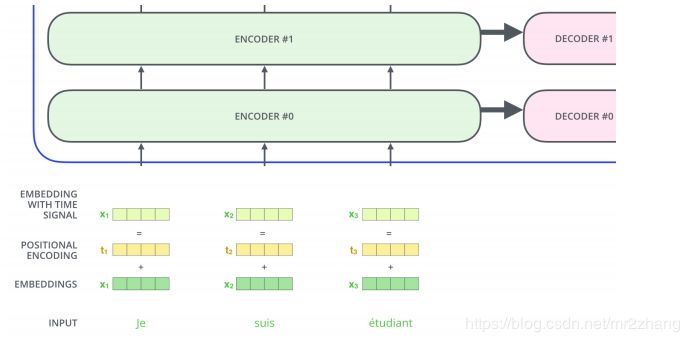 ENCODER #1
DECODER #1
ENCODER #0
DECODER #0
EMBEDDING
WITH TIME
SIGNAL
x₁ x₂ x₃
= = =
POSITIONAL
ENCODING
t₁ t₂ t₃
+ + +
EMBEDDINGS
x₁ x₂ x₃
INPUT
Je suis étudiant
https://blog.csdn.net/mr2zhang